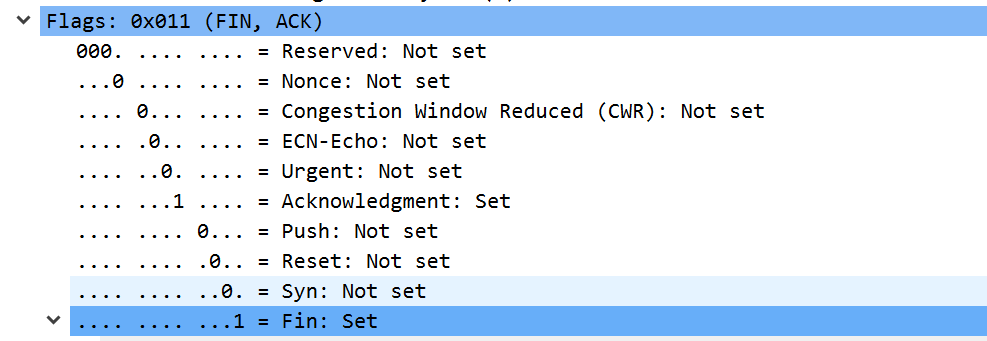 Flags: 0x011 (FIN, ACK)
000. .... .... = Reserved: Not set
...0 .... .... = Nonce: Not set
.... 0... .... = Congestion Window Reduced (CWR): Not set
.... .0.. .... = ECN-Echo: Not set
.... ..0. .... = Urgent: Not set
.... ...1 .... = Acknowledgment: Set
.... .... 0... = Push: Not set
.... .... .0.. = Reset: Not set
.... .... ..0. = Syn: Not set
.... .... ...1 = Fin: Set